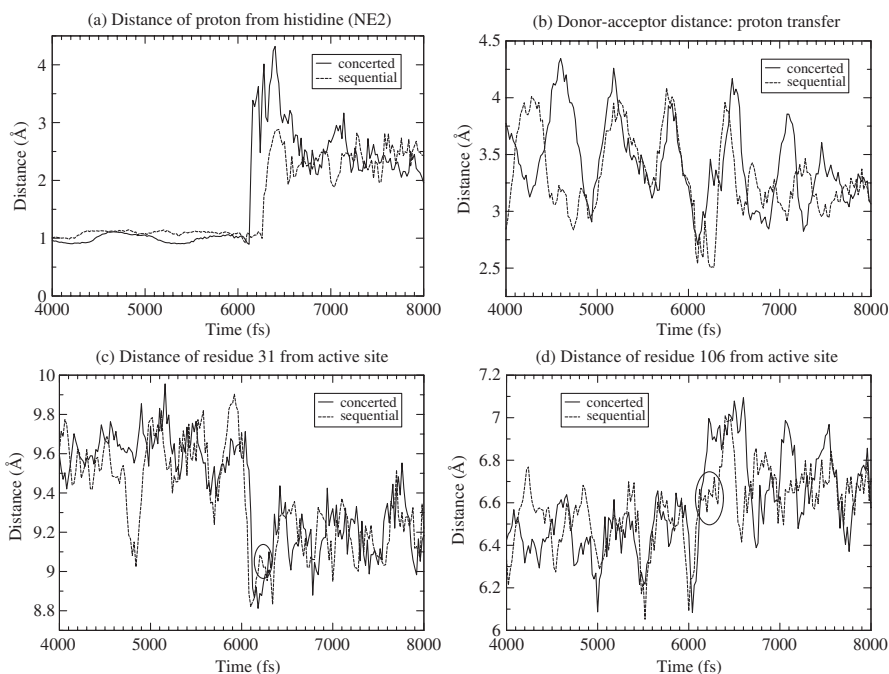 (a) Distance of proton from histidine (NE2)
Distance (Å)
4
3
2
1
0
concerted
sequential
4000 5000 6000 7000 8000
Time (fs)
(b) Donor-acceptor distance: proton transfer
Distance (Å)
4.5
4
3.5
3
2.5
concerted
sequential
4000 5000 6000 7000 8000
Time (fs)
(c) Distance of residue 31 from active site
Distance (Å)
10
9.8
9.6
9.4
9.2
9
8.8
concerted
sequential
4000 5000 6000 7000 8000
Time (fs)
(d) Distance of residue 106 from active site
Distance (Å)
7.2
7
6.8
6.6
6.4
6.2
6
concerted
sequential
4000 5000 6000 7000 8000
Time (fs)